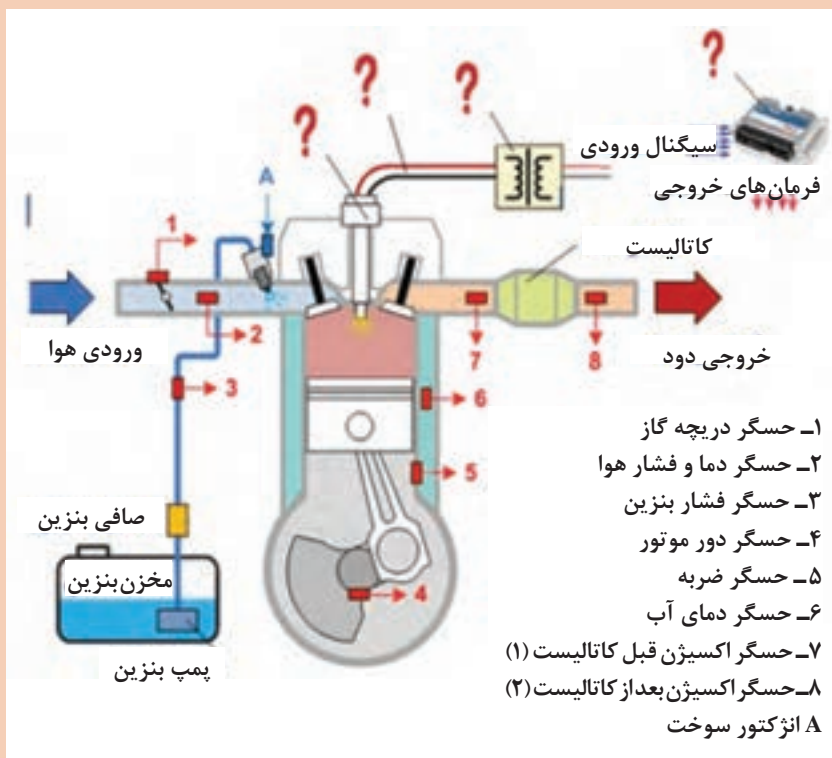 ? ? ? ?
سیگنال ورودی
فرمان‌های خروجی
A
کاتالیست
1
2
ورودی هوا
7
8
خروجی دود
3
6
5
4
صافی بنزین
مخزن بنزین
پمپ بنزین
۱ـ حسگر دریچه گاز
۲ـ حسگر دما و فشار هوا
۳ـ حسگر فشار بنزین
۴ـ حسگر دور موتور
۵ـ حسگر ضربه
۶ـ حسگر دمای آب
۷ـ حسگر اکسیژن قبل کاتالیست (۱)
۸ـ حسگر اکسیژن بعد از کاتالیست (۲)
A انژکتور سوخت